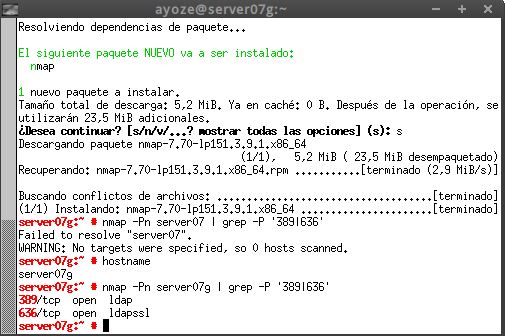 ayoze@server07g:~
Resolviendo dependencias de paquete...
El siguiente paquete NUEVO va a ser instalado:
nmap
1 nuevo paquete a instalar.
Tamaño total de descarga: 5,2 MiB. Ya en caché: 0 B. Después de la operación, se
utilizarán 23,5 MiB adicionales.
¿Desea continuar? [s/n/v/...? mostrar todas las opciones] (s): s
Descargando paquete nmap-7.70-lp151.3.9.1.x86_64
(1/1), 5,2 MiB ( 23,5 MiB desempaquetado)
Recuperando: nmap-7.70-lp151.3.9.1.x86_64.rpm ...........[terminado (2,9 MiB/s)]
Buscando conflictos de archivos: ...................................[terminado]
(1/1) Instalando: nmap-7.70-lp151.3.9.1.x86_64 .....................[terminado]
server07g:~ # nmap -Pn server07 | grep -P '389|636'
Failed to resolve "server07".
WARNING: No targets were specified, so 0 hosts scanned.
server07g:~ # hostname
server07g
server07g:~ # nmap -Pn server07g | grep -P '389|636'
389/tcp open ldap
636/tcp open ldapssl
server07g:~ #